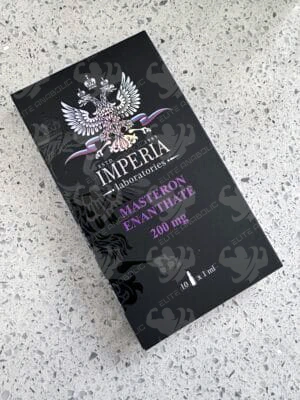 IMPERIA
laboratories
MASTERON
ENANTHATE
200 mg
10 x 1 ml